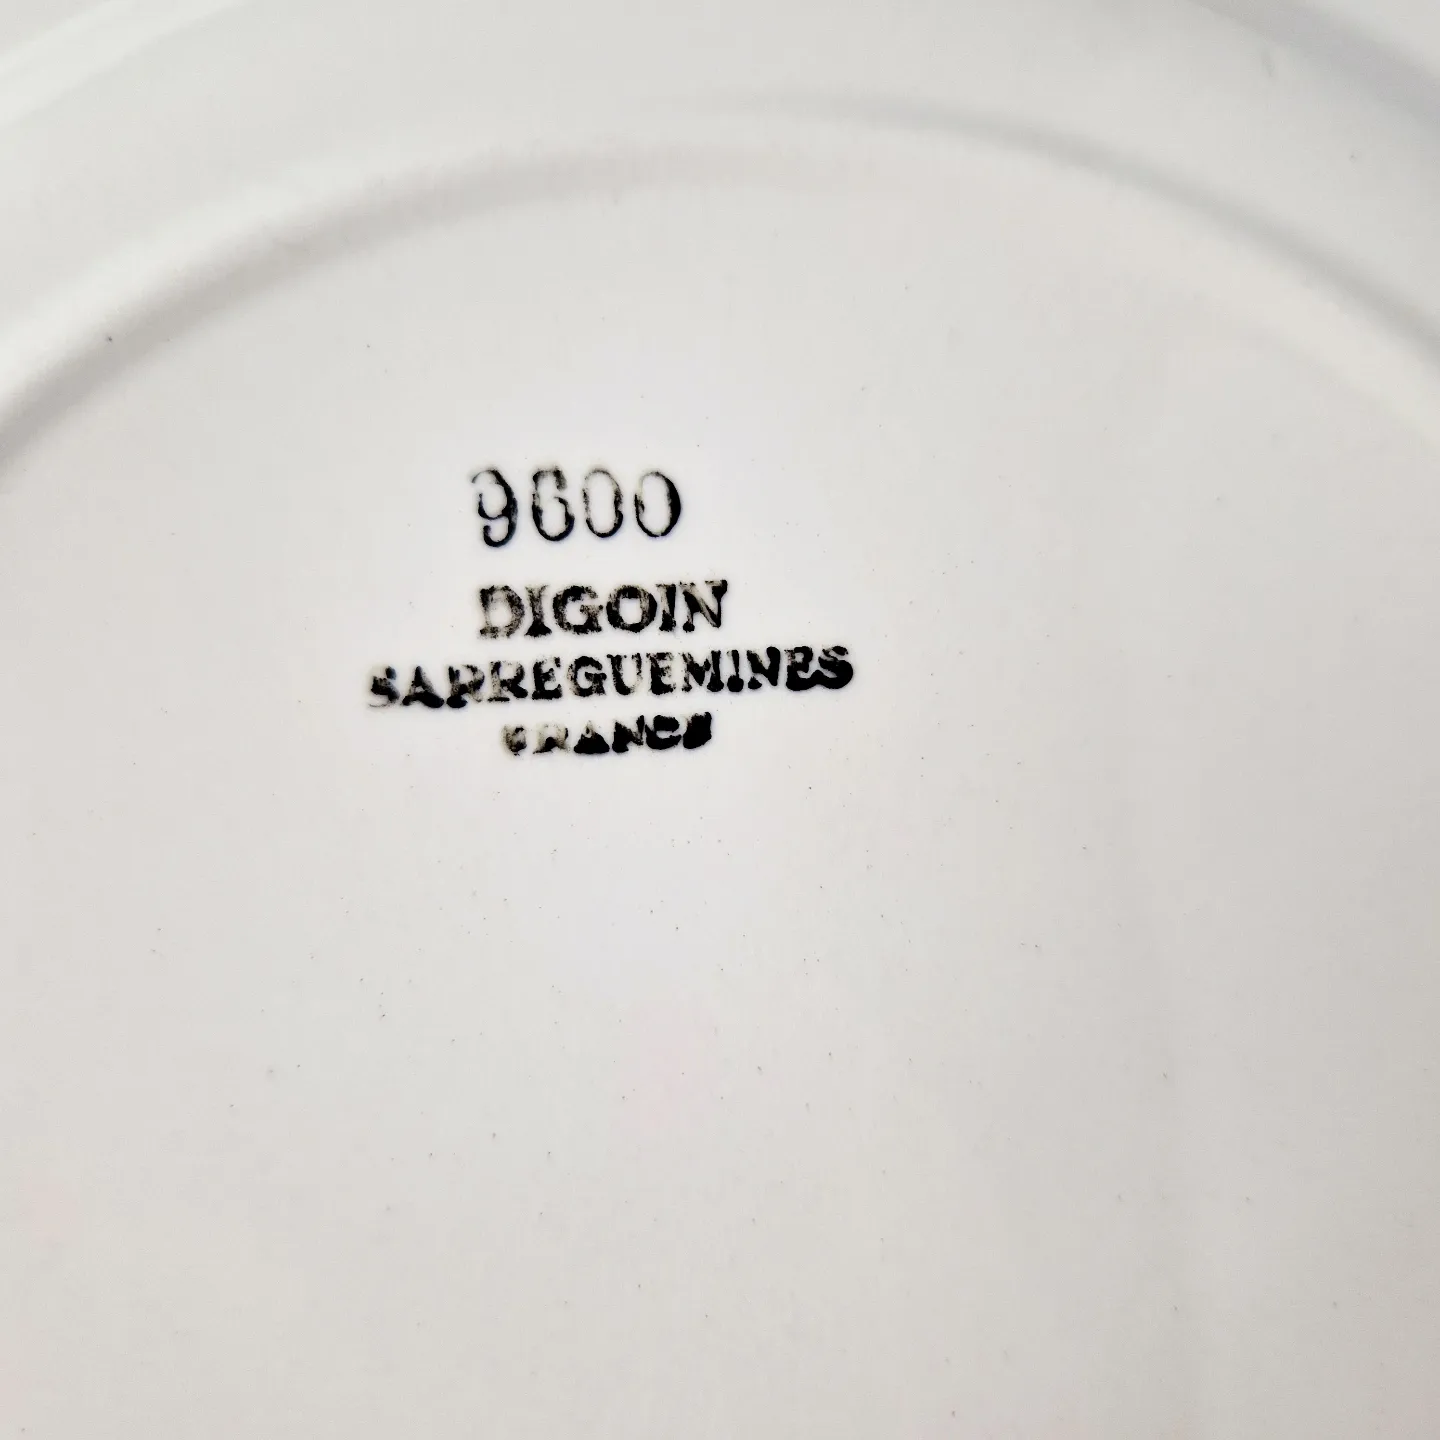 9600
DIGOIN
SARREGUEMINES
FRANCE